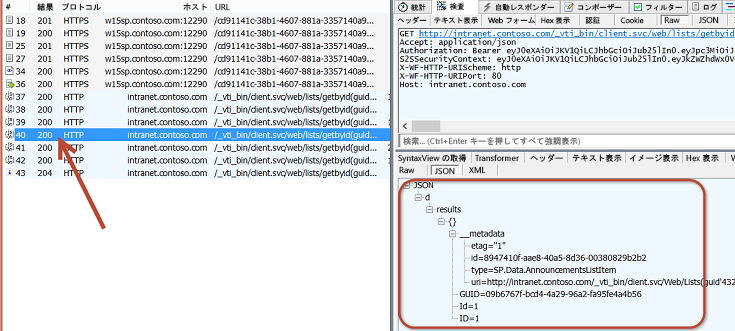 # 結果 プロトコル ホスト URL
18 201 HTTPS w15sp.contoso.com:12290 /cd91141c-38b1-4607-881a-3357140a9...
19 201 HTTPS w15sp.contoso.com:12290 /cd91141c-38b1-4607-881a-3357140a9...
25 200 HTTPS w15sp.contoso.com:12290 /cd91141c-38b1-4607-881a-3357140a9...
29 201 HTTPS w15sp.contoso.com:12290 /cd91141c-38b1-4607-881a-3357140a9...
34 200 HTTPS w15sp.contoso.com:12290 /cd91141c-38b1-4607-881a-3357140a9...
36 200 HTTPS w15sp.contoso.com:12290 /cd91141c-38b1-4607-881a-3357140a9...
37 200 HTTP intranet.contoso.com /_vti_bin/client.svc/web/lists/getbyid(guid...
38 200 HTTP intranet.contoso.com /_vti_bin/client.svc/web/lists/getbyid(guid...
39 200 HTTP intranet.contoso.com /_vti_bin/client.svc/web/lists/getbyid(guid...
40 200 HTTP intranet.contoso.com /_vti_bin/client.svc/web/lists/getbyid(guid...
41 200 HTTP intranet.contoso.com /_vti_bin/client.svc/web/lists/getbyid(guid...
42 200 HTTP intranet.contoso.com /_vti_bin/client.svc/web/lists/getbyid(guid...
43 204 HTTP intranet.contoso.com /_vti_bin/client.svc/web/lists/getbyid(guid...
統計 検査 自動レスポンダー コンポーザー フィルター ログ
ヘッダー テキスト表示 Web フォーム Hex 表示 認証 Cookie Raw JSON
GET http://intranet.contoso.com/_vti_bin/client.svc/web/lists/getbyid
Accept: application/json
Authorization: Bearer
S2SSecurityContext:
X-WF-HTTP-URIScheme: http
X-WF-HTTP-URIPORT: 80
Host: intranet.contoso.com
検索... (Ctrl+Enter キーを押してすべて強調表示)
SyntaxView の取得 Transformer ヘッダー テキスト表示 イメージ表示 Hex 表示
Raw JSON XML
JSON
d
results
{}
__metadata
etag="1"
id=8947410f-aae8-40a5-8d36-00380829b2b2
type=SP.Data.AnnouncementsListItem
uri=http://intranet.contoso.com/_vti_bin/client.svc/Web/Lists(guid'432
GUID=09b6767f-bcd4-4a29-96a2-fa95fe4a4b56
Id=1
ID=1